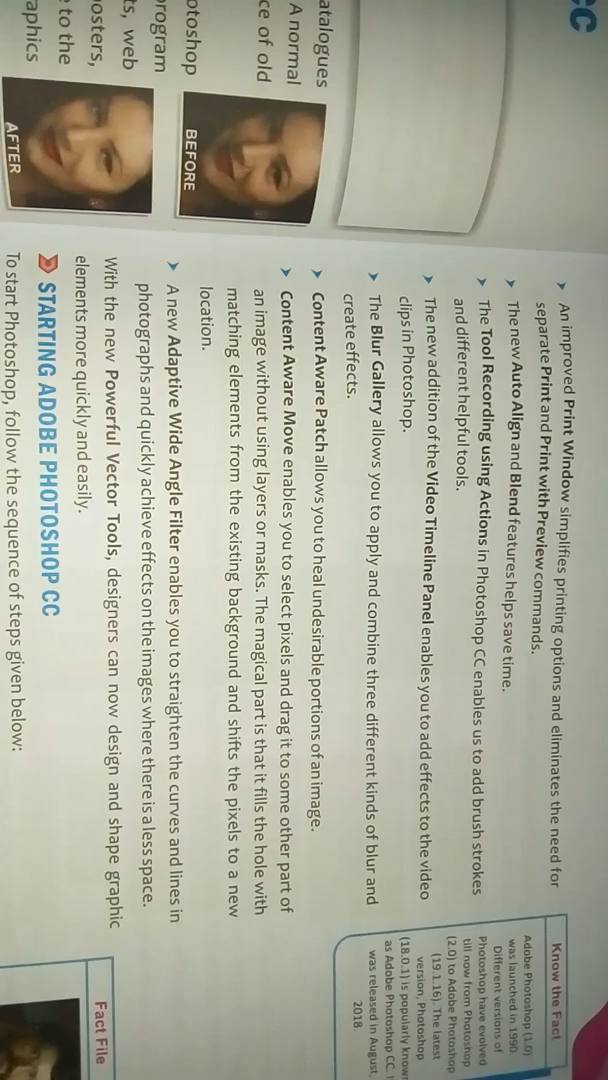 CC
atalogues
A normal
ce of old
BEFORE
otoshop
program
ts, web
osters,
to the
aphics
AFTER
➤ An improved Print Window simplifies printing options and eliminates the need for
separate Print and Print with Preview commands.
➤ The new Auto Align and Blend features helps save time.
➤ The Tool Recording using Actions in Photoshop CC enables us to add brush strokes
and different helpful tools.
➤ The new addition of the Video Timeline Panel enables you to add effects to the video
clips in Photoshop.
➤ The Blur Gallery allows you to apply and combine three different kinds of blur and
create effects.
➤ Content Aware Patch allows you to heal undesirable portions of an image.
➤ Content Aware Move enables you to select pixels and drag it to some other part of
an image without using layers or masks. The magical part is that it fills the hole with
matching elements from the existing background and shifts the pixels to a new
location.
➤ A new Adaptive Wide Angle Filter enables you to straighten the curves and lines in
photographs and quickly achieve effects on the images where there is a less space.
With the new Powerful Vector Tools, designers can now design and shape graphic
elements more quickly and easily.
STARTING ADOBE PHOTOSHOP CC
To start Photoshop, follow the sequence of steps given below:
Know the Fact
Adobe Photoshop (1.0)
was launched in 1990.
Different versions of
Photoshop have evolved
till now from Photoshop
(2.0) to Adobe Photoshop
(19.1.16). The latest
version, Photoshop
(18.0.1) is popularly know
as Adobe Photoshop CC.
was released in August,
2018.
Fact File